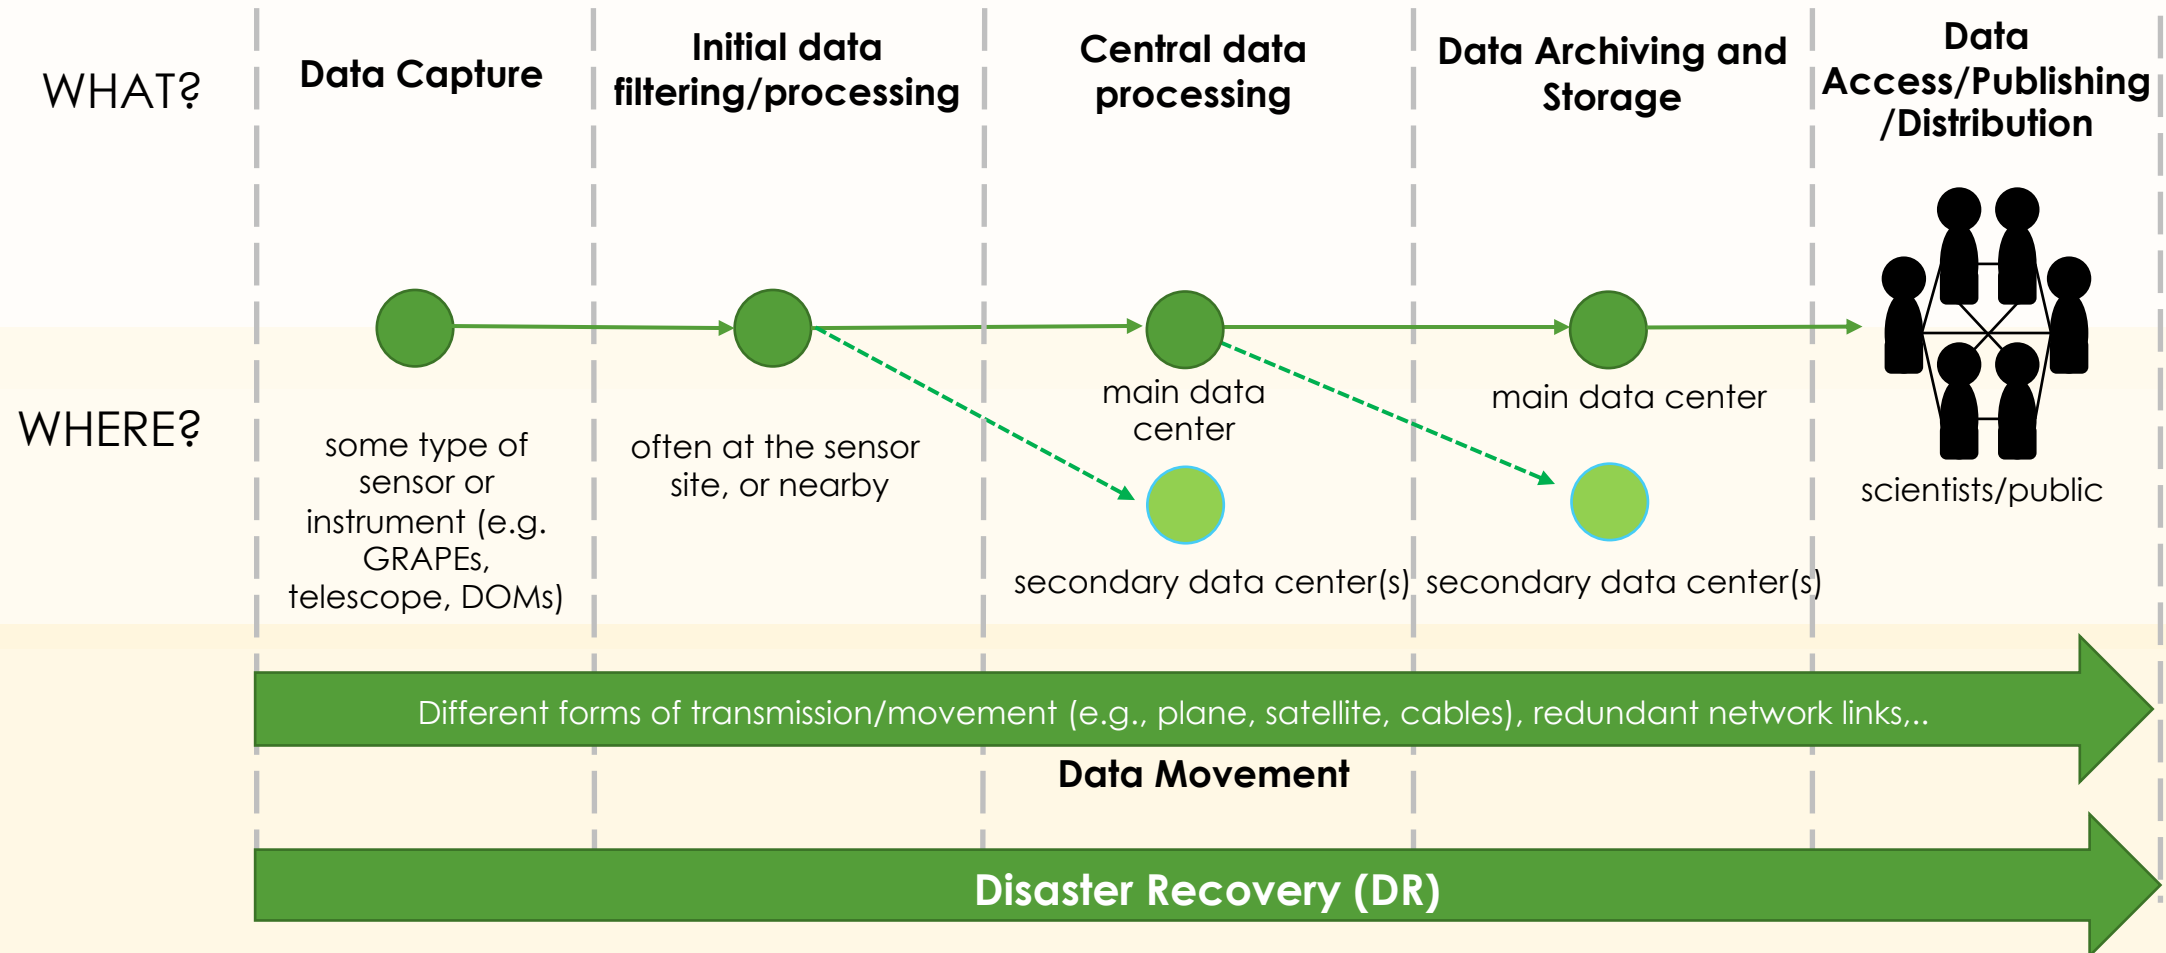 WHAT?
Data Capture
Initial data
filtering/processing
Central data
processing
Data Archiving and
Storage
Data
Access/Publishing
/Distribution
WHERE?
some type of
sensor or
instrument (e.g.
GRAPEs,
telescope, DOMs)
often at the sensor
site, or nearby
main data
center
secondary data center(s)
main data center
secondary data center(s)
scientists/public
Different forms of transmission/movement (e.g., plane, satellite, cables), redundant network links,..
Data Movement
Disaster Recovery (DR)